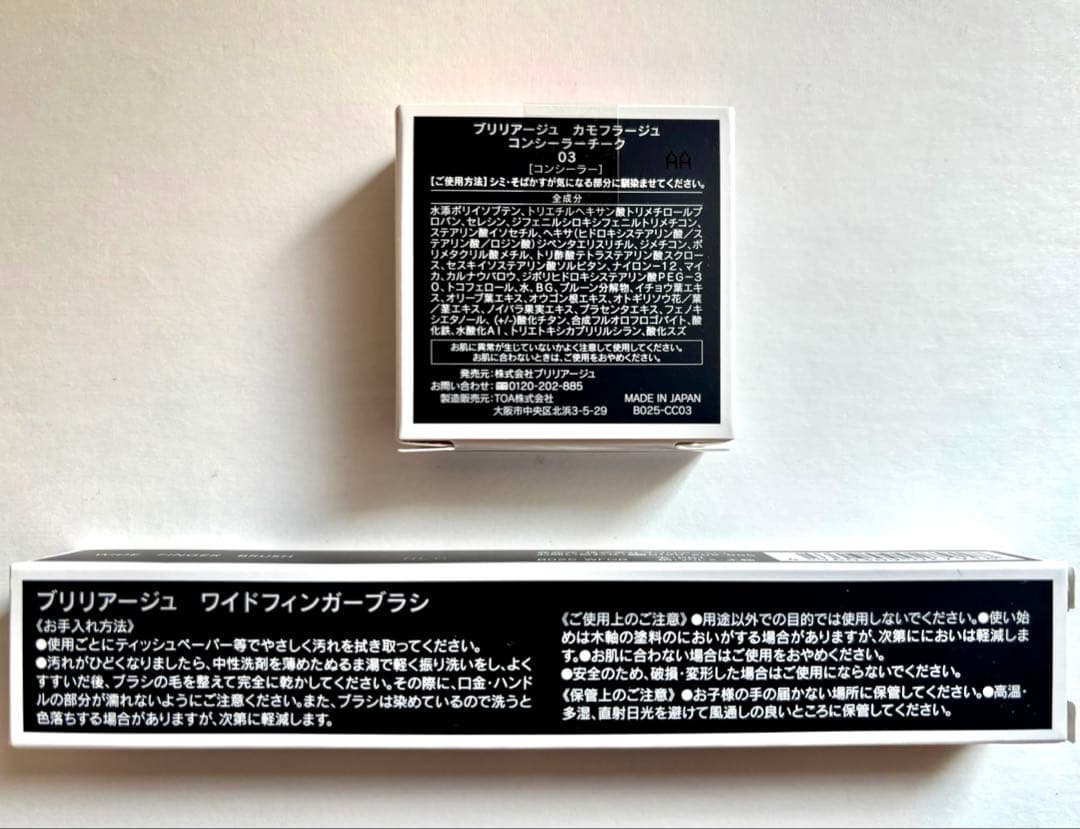 ブリリアージュ カモフラージュ
コンシーラーチーク
03
[コンシーラー]
AA
【ご使用方法】シミ・そばかすが気になる部分に馴染ませてください。
全成分
水添ポリイソブテン、トリエチルヘキサン酸トリメチロールプ
ロパン、セレシン、ジフェニルシロキシフェニルトリメチコン、
ステアリン酸イソセチル、ヘキサ(ヒドロキシステアリン酸/ス
テアリン酸/ロジン酸)ジペンタエリスリチル、ジメチコン、ポ
リメタクリル酸メチル、トリ酢酸テトラステアリン酸スクロー
ス、セスキイソステアリン酸ソルビタン、ナイロン-12、マイ
カ、カルナウバロウ、ジポリヒドロキシステアリン酸PEG-3
0、トコフェロール、水、BG、プルーン分解物、イチョウ葉エキ
ス、オリーブ葉エキス、オウゴン根エキス、オトギリソウ花/葉
/茎エキス、ノイバラ果実エキス、プラセンタエキス、フェノキ
シエタノール、(+/-)酸化チタン、合成フルオロフロゴパイト、酸
化鉄、水酸化Al、トリエトキシカプリリルシラン、酸化スズ
お肌に異常が生じていないかよく注意して使用してください。
お肌に合わないときは、ご使用をおやめください。
発売元:株式会社ブリリアージュ
お問い合わせ:0120-202-885
製造販売元:TOA株式会社
大阪市中央区北浜3-5-29
MADE IN JAPAN
B025-CC03
WIDE FINGER BRUSH
ブリリアージュ ワイドフィンガーブラシ
《お手入れ方法》
●使用ごとにティッシュペーパー等でやさしく汚れを拭き取ってください。
●汚れがひどくなりましたら、中性洗剤を薄めたぬるま湯で軽く振り洗いをし、よく
すすいだ後、ブラシの毛を整えて完全に乾かしてください。その際に、口金・ハンド
ルの部分が濡れないようにご注意ください。また、ブラシは染めているので洗うと
色落ちする場合がありますが、次第に軽減します。
《ご使用上のご注意》●用途以外での目的では使用しないでください。●使い始
めは木軸の塗料のにおいがする場合がありますが、次第ににおいは軽減しま
す。●お肌に合わない場合はご使用をおやめください。
●安全のため、破損・変形した場合はご使用にならないでください。
《保管上のご注意》●お子様の手の届かない場所に保管してください。●高温・
多湿、直射日光を避けて風通しの良いところに保管してください。